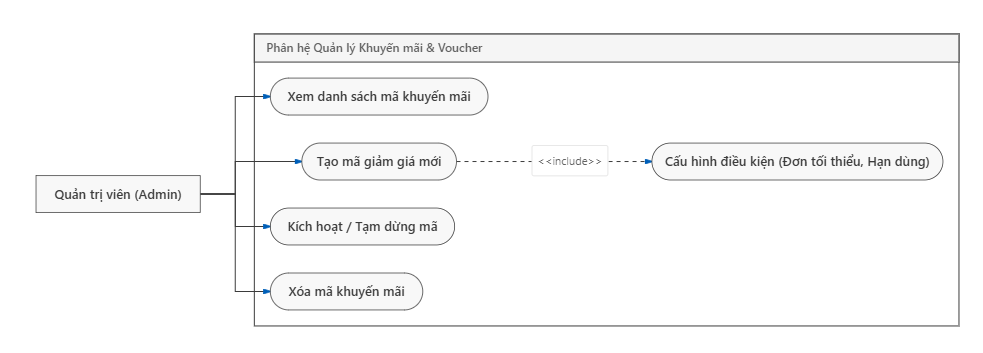 Phân hệ Quản lý Khuyến mãi & Voucher
Xem danh sách mã khuyến mãi
Tạo mã giảm giá mới
<<include>>
Cấu hình điều kiện (Đơn tối thiểu, Hạn dùng)
Quản trị viên (Admin)
Kích hoạt / Tạm dừng mã
Xóa mã khuyến mãi